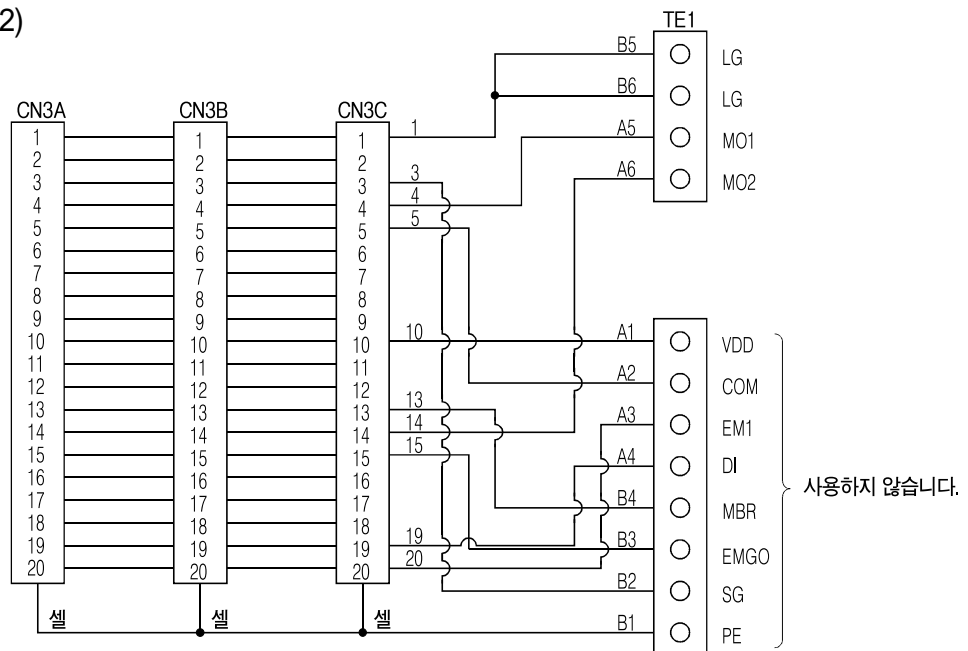 2)
TE1
B5 LG
B6 LG
A5 MO1
A6 MO2
CN3A CN3B CN3C
1 1 1 1
2 2 2
3 3 3 3
4 4 4 4
5 5 5 5
6 6 6
7 7 7
8 8 8
9 9 9
10 10 10 10 A1 VDD
11 11 11
A2 COM
12 12 12
13 13 13 13
A3 EM1
14 14 14 14
15 15 15 15
A4 DI
16 16 16
사용하지 않습니다.
17 17 17
B4 MBR
18 18 18
19 19 19 19
B3 EMGO
20 20 20 20
B2 SG
셀 셀 셀
B1 PE